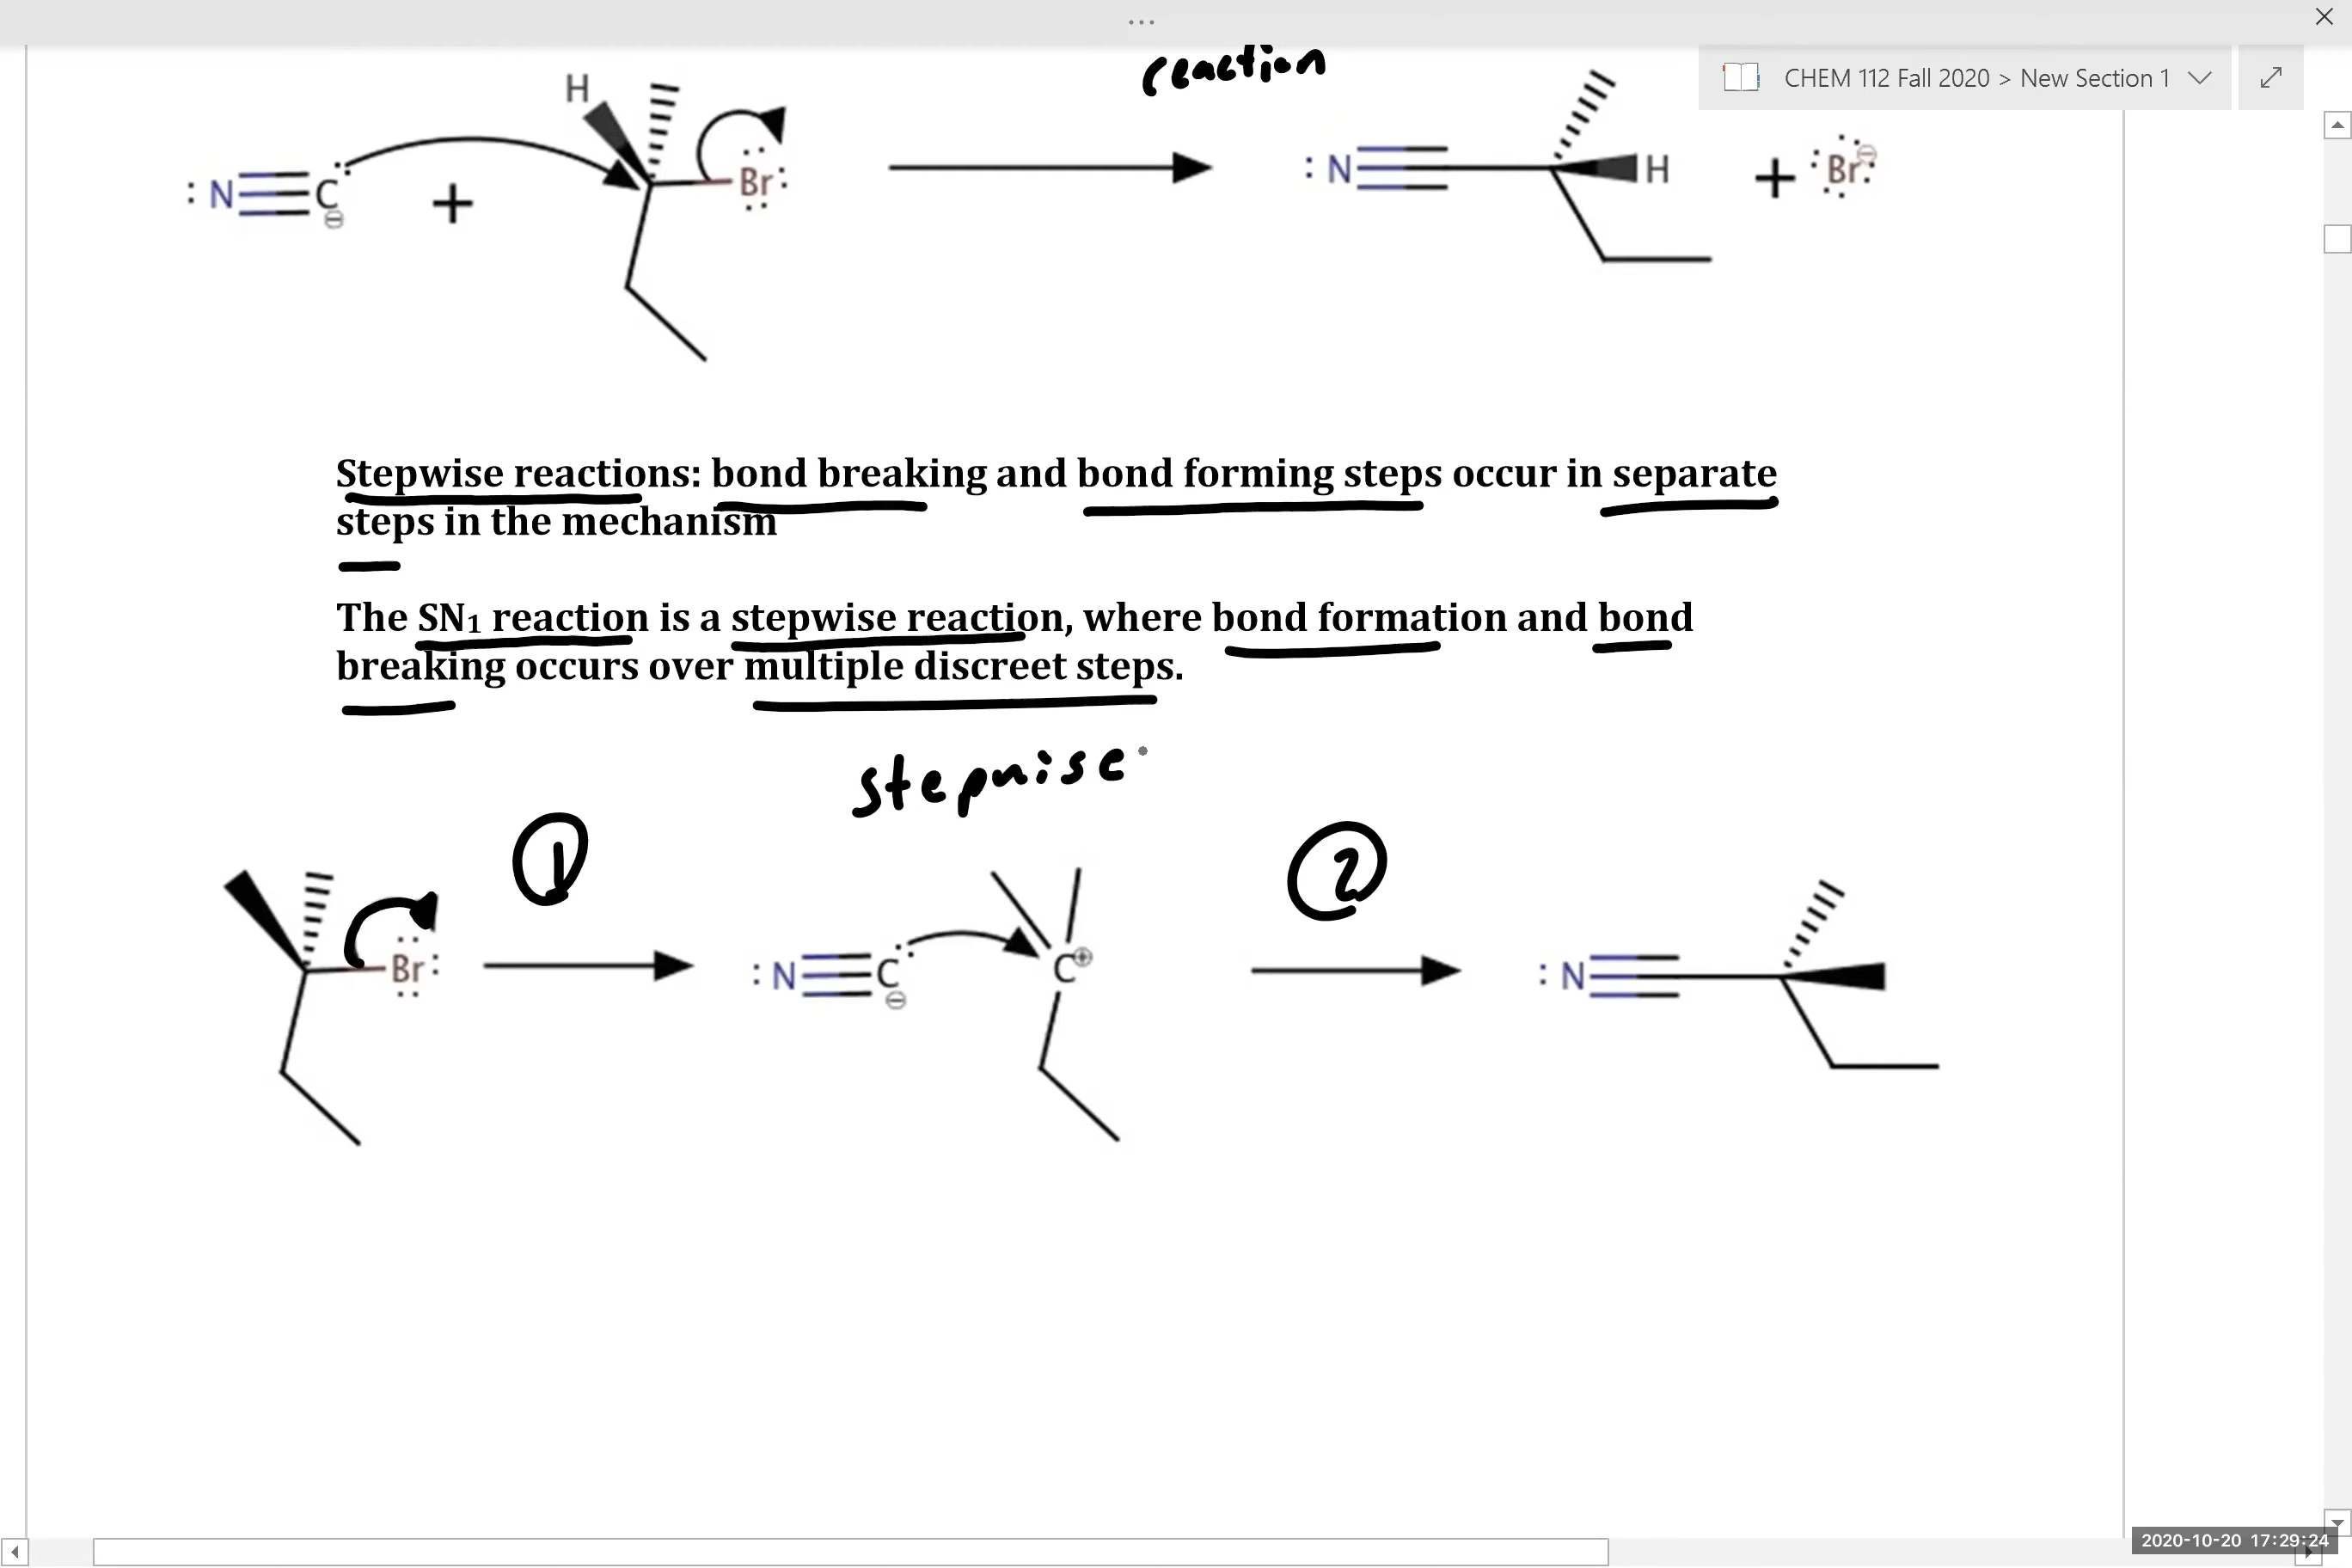 ...
reaction
CHEM 112 Fall 2020 > New Section 1
H
:N≡C:⊖ + Br: → :N≡ H + :Br:⊖
Stepwise reactions: bond breaking and bond forming steps occur in separate
steps in the mechanism
The SN₁ reaction is a stepwise reaction, where bond formation and bond
breaking occurs over multiple discreet steps.
stepwise
1 2
Br: → :N≡C:⊖ C⊕ → :N≡
2020-10-20 17:29:24